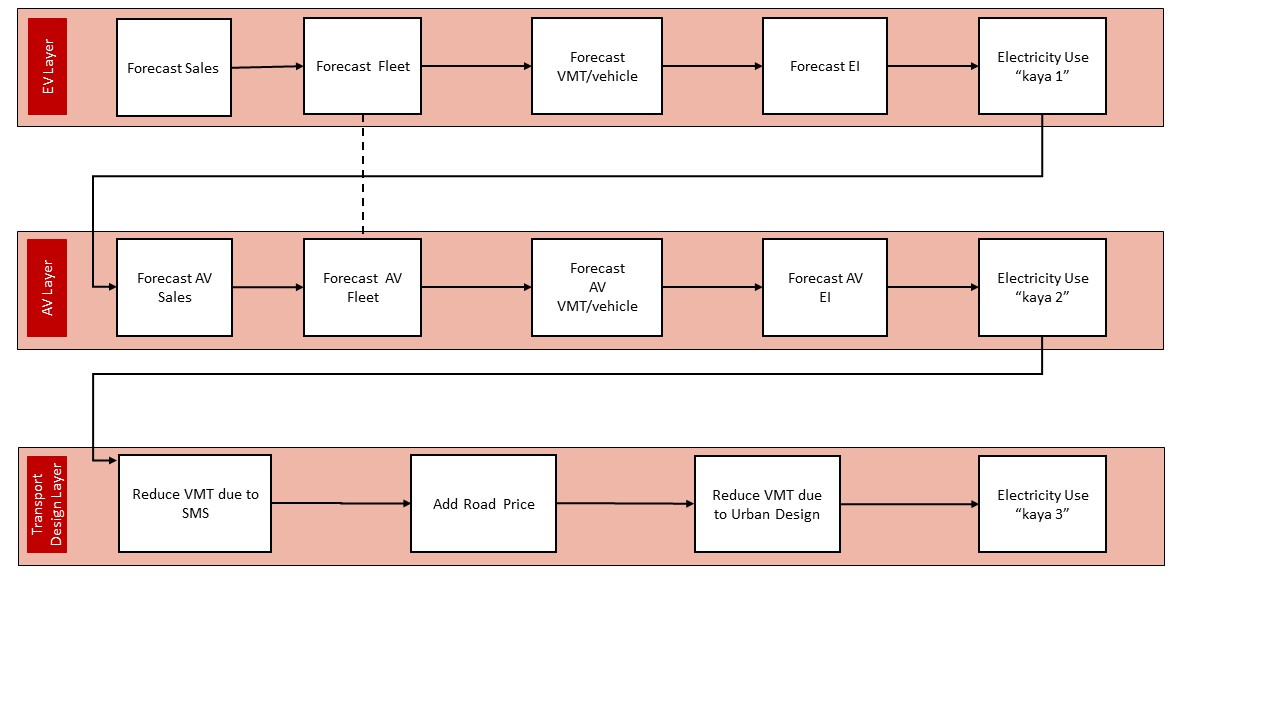 EV Layer
Forecast Sales
Forecast Fleet
Forecast
VMT/vehicle
Forecast EI
Electricity Use
“kaya 1”
AV Layer
Forecast AV
Sales
Forecast AV
Fleet
Forecast
AV
VMT/vehicle
Forecast AV
EI
Electricity Use
“kaya 2”
Transport
Design Layer
Reduce VMT due to
SMS
Add Road Price
Reduce VMT due
to Urban Design
Electricity Use
“kaya 3”